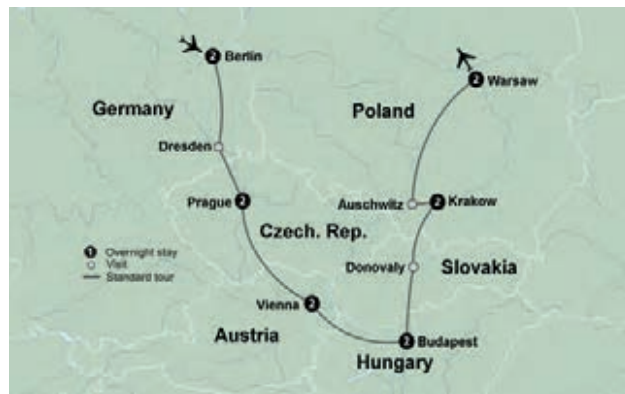 2 Berlin
2 Warsaw
Germany
Poland
Dresden
Prague 2
Auschwitz
2 Krakow
Czech. Rep.
1 Overnight stay
Visit
Standard tour
Donovaly
Slovakia
Vienna 2
Austria
2 Budapest
Hungary